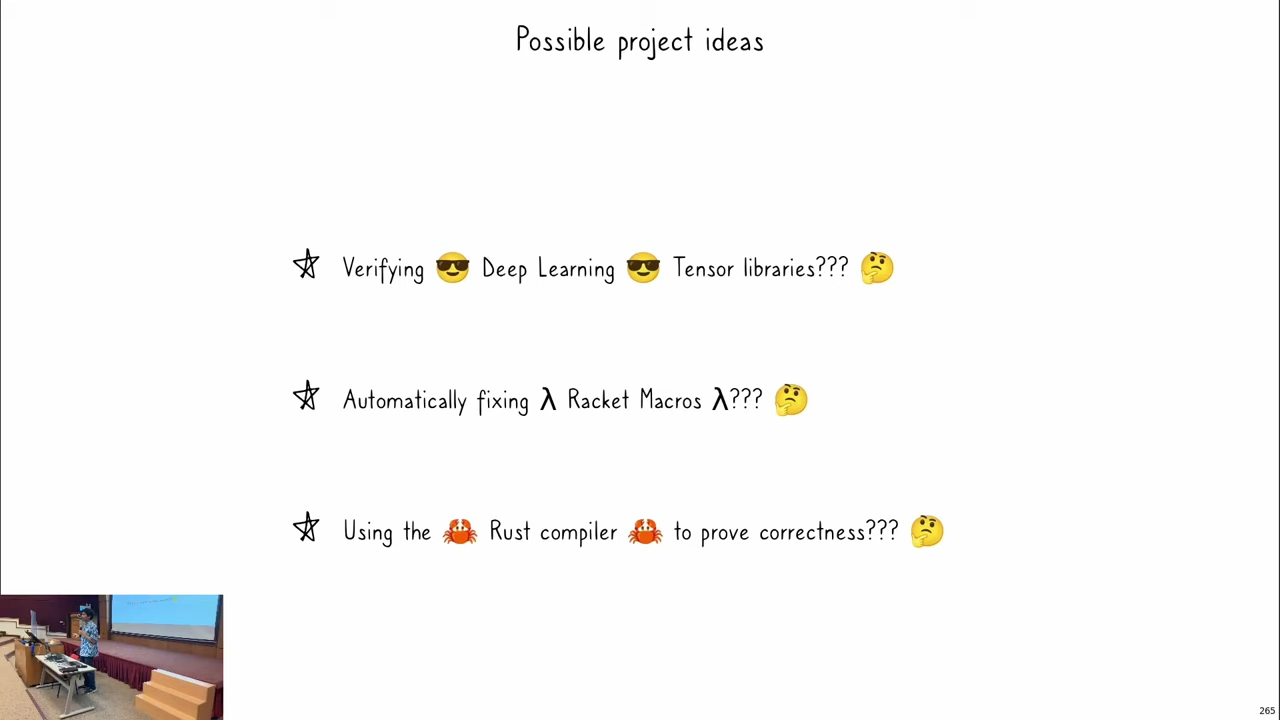 Possible project ideas
☆ Verifying 😎 Deep Learning 😎 Tensor libraries??? 🤔
☆ Automatically fixing λ Racket Macros λ??? 🤔
☆ Using the 🦀 Rust compiler 🦀 to prove correctness??? 🤔
265